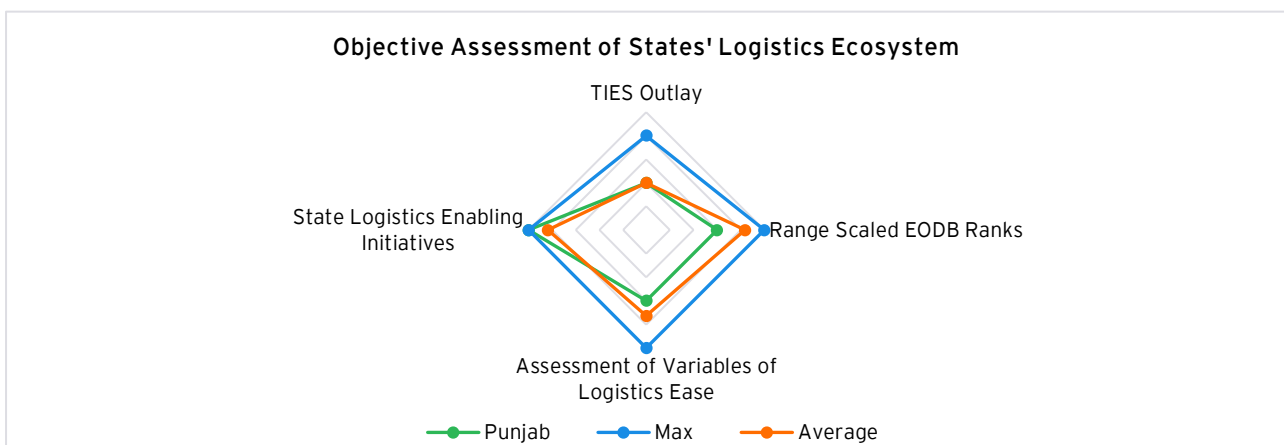 Objective Assessment of States' Logistics Ecosystem
TIES Outlay
State Logistics Enabling
Initiatives
Range Scaled EODB Ranks
Assessment of Variables of
Logistics Ease
Punjab
Max
Average